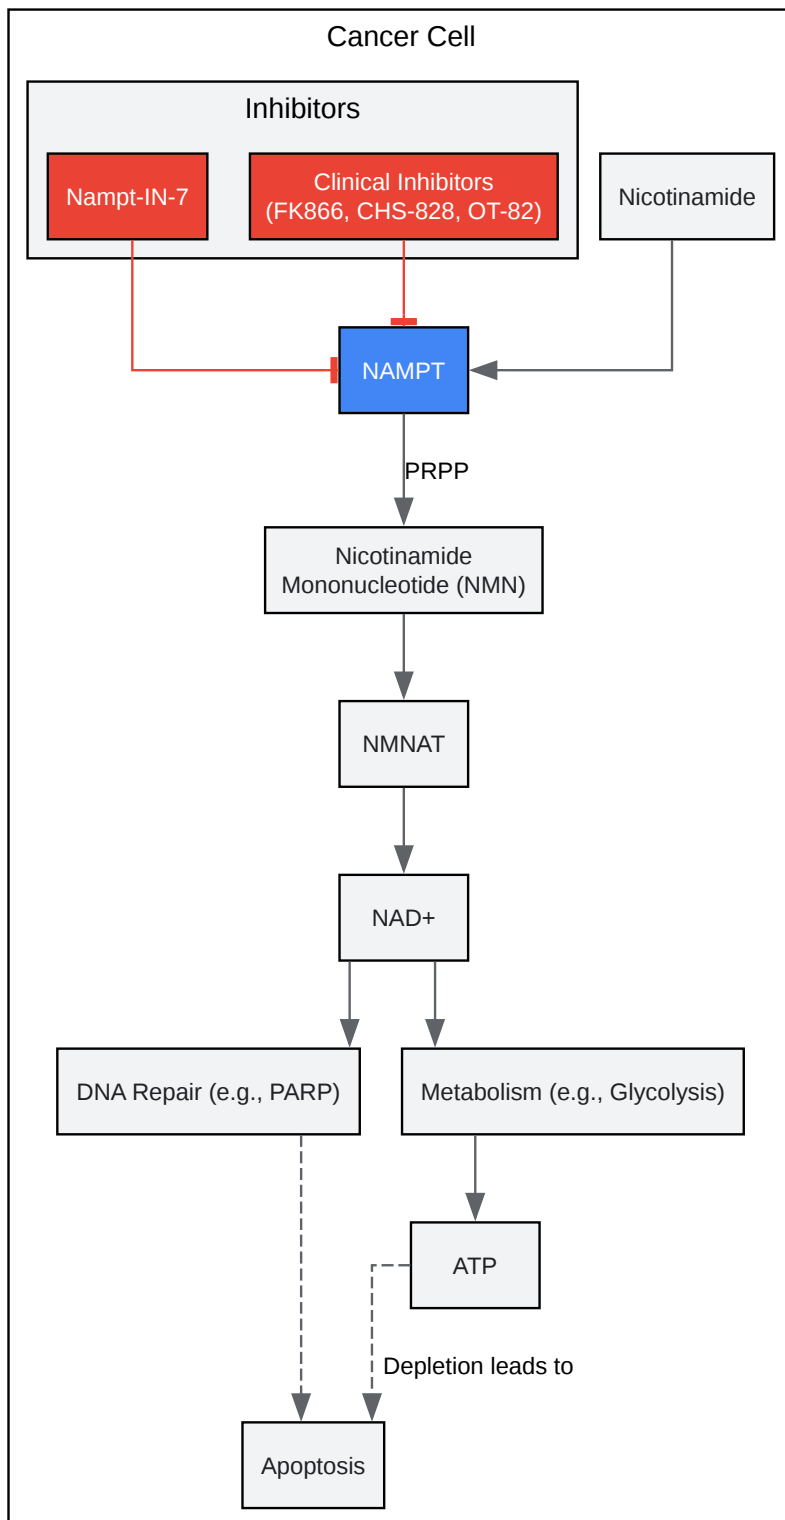 Cancer Cell
Inhibitors
Nampt-IN-7
Clinical Inhibitors
(FK866, CHS-828, OT-82)
Nicotinamide
NAMPT
PRPP
Nicotinamide
Mononucleotide (NMN)
NMNAT
NAD+
DNA Repair (e.g., PARP)
Metabolism (e.g., Glycolysis)
ATP
Depletion leads to
Apoptosis